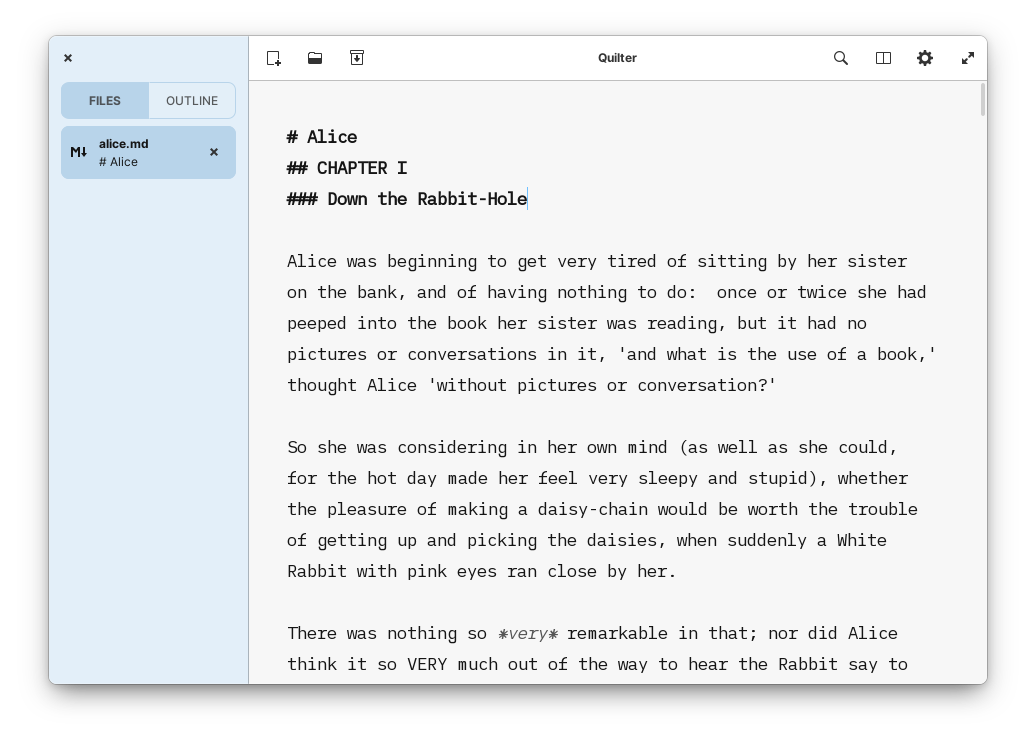 Quilter
FILES
OUTLINE
M↓
alice.md
# Alice
# Alice
## CHAPTER I
### Down the Rabbit-Hole
Alice was beginning to get very tired of sitting by her sister
on the bank, and of having nothing to do:  once or twice she had
peeped into the book her sister was reading, but it had no
pictures or conversations in it, 'and what is the use of a book,'
thought Alice 'without pictures or conversation?'
So she was considering in her own mind (as well as she could,
for the hot day made her feel very sleepy and stupid), whether
the pleasure of making a daisy-chain would be worth the trouble
of getting up and picking the daisies, when suddenly a White
Rabbit with pink eyes ran close by her.
There was nothing so *very* remarkable in that; nor did Alice
think it so VERY much out of the way to hear the Rabbit say to